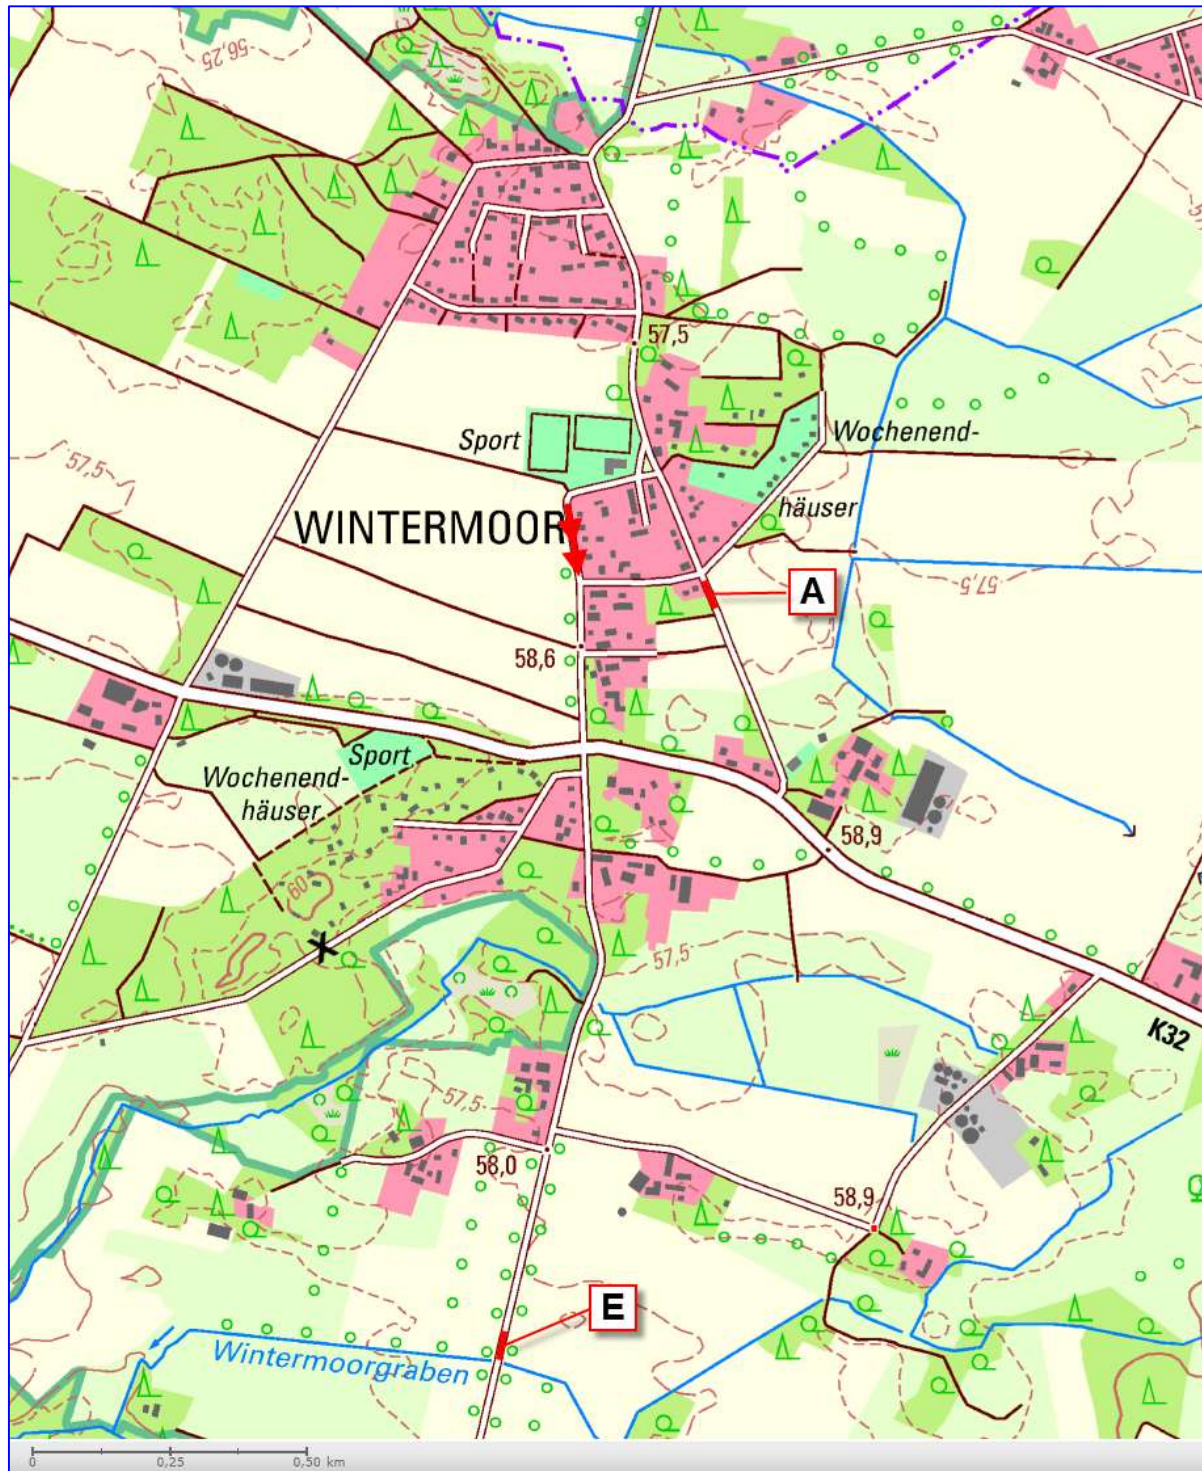 56,25
57,5
Sport
Wochenend-
häuser
57,5
WINTERMOOR
57,5
A
58,6
Sport
Wochenend-
häuser
58,9
60
57,5
K32
57,5
58,0
58,9
E
Wintermoorgraben
0
0,25
0,50 km